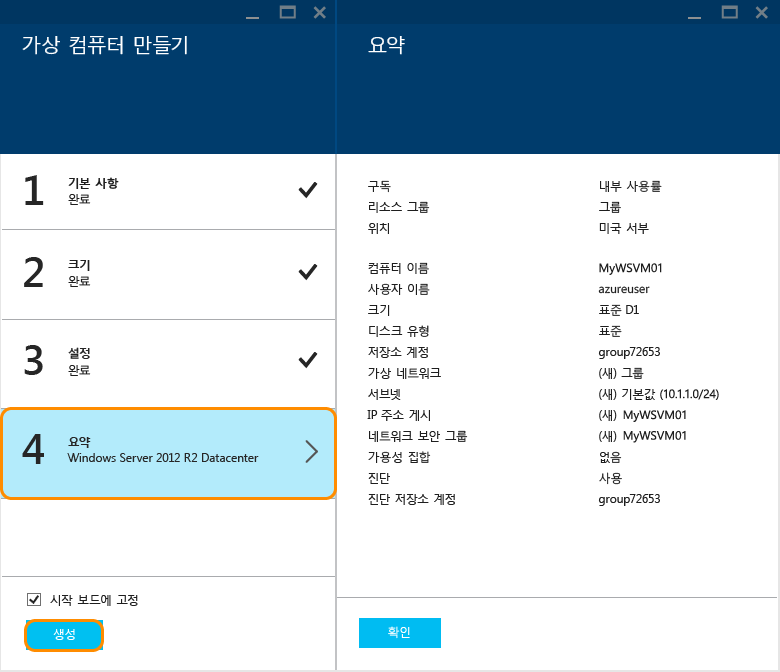 가상 컴퓨터 만들기
1
기본 사항
완료
2
크기
완료
3
설정
완료
4
요약
Windows Server 2012 R2 Datacenter
시작 보드에 고정
생성
요약
구독 내부 사용률
리소스 그룹 그룹
위치 미국 서부
컴퓨터 이름 MyWSVM01
사용자 이름 azureuser
크기 표준 D1
디스크 유형 표준
저장소 계정 group72653
가상 네트워크 (새) 그룹
서브넷 (새) 기본값 (10.1.1.0/24)
IP 주소 게시 (새) MyWSVM01
네트워크 보안 그룹 (새) MyWSVM01
가용성 집합 없음
진단 사용
진단 저장소 계정 group72653
확인